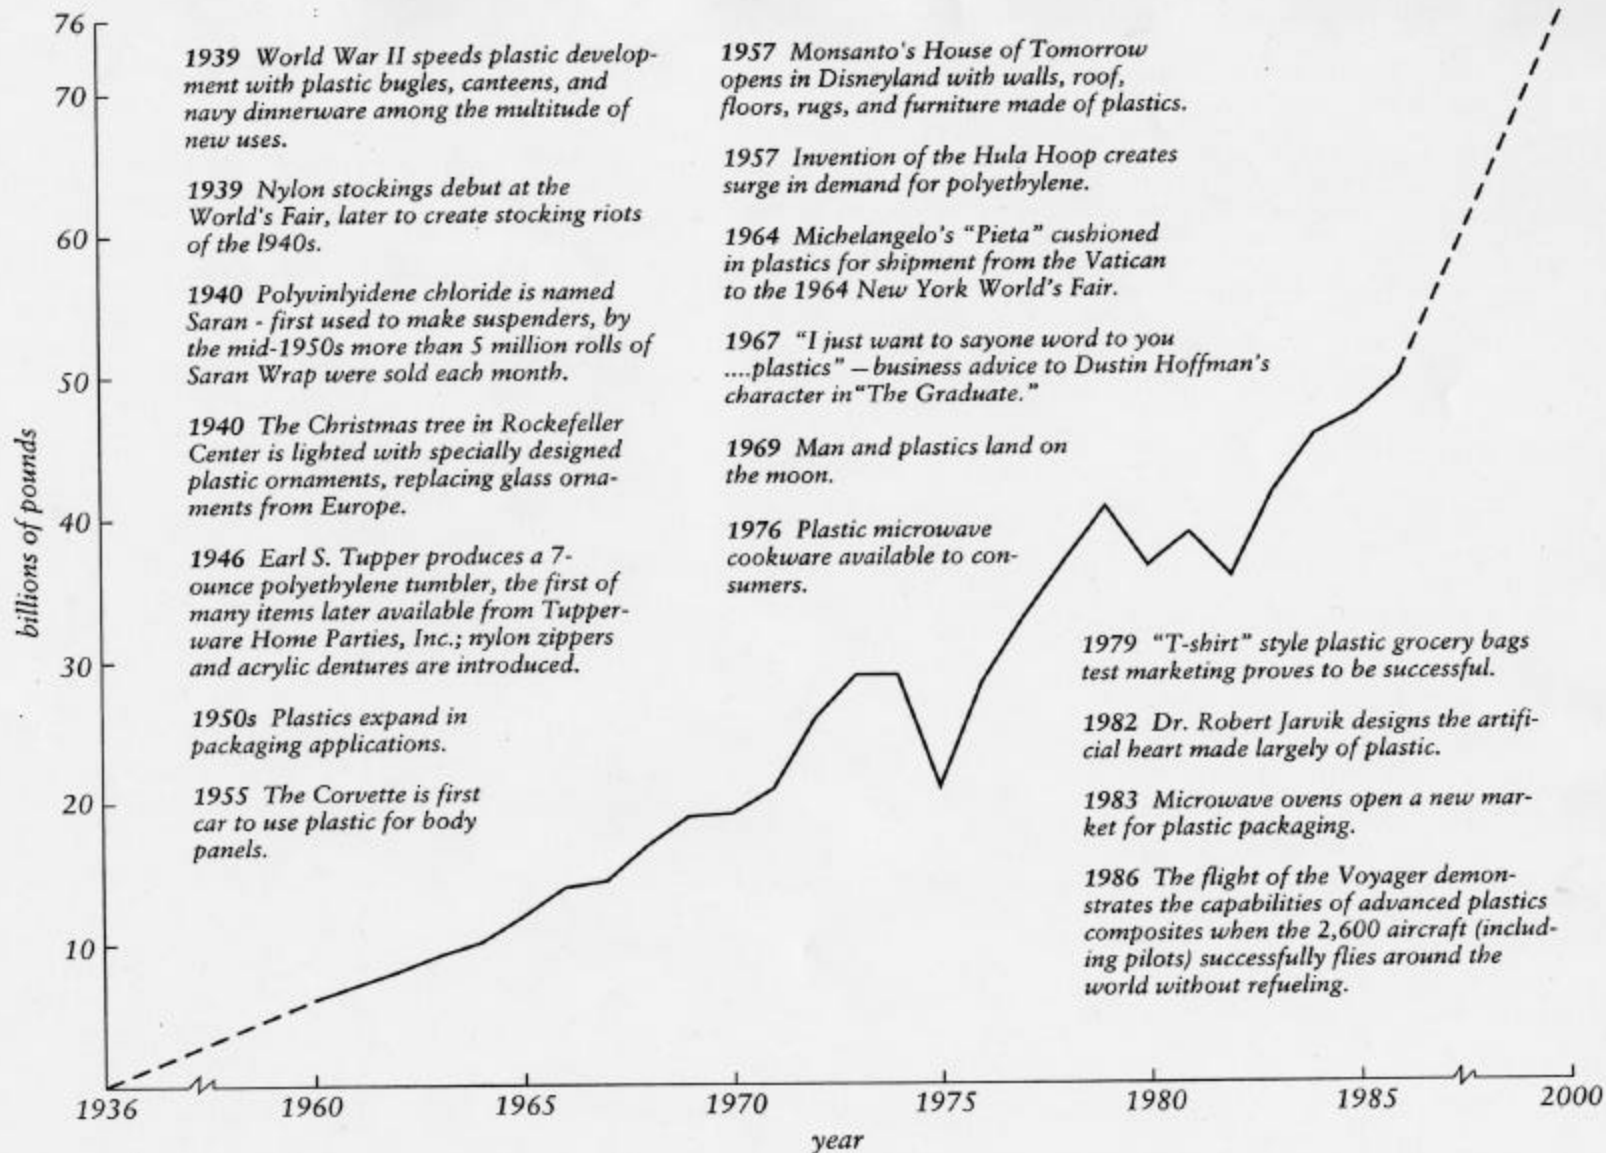 76
70
60
50
40
30
20
10
billions of pounds
1939 World War II speeds plastic develop-
ment with plastic bugles, canteens, and
navy dinnerware among the multitude of
new uses.
1939 Nylon stockings debut at the
World's Fair, later to create stocking riots
of the l940s.
1940 Polyvinlyidene chloride is named
Saran - first used to make suspenders, by
the mid-1950s more than 5 million rolls of
Saran Wrap were sold each month.
1940 The Christmas tree in Rockefeller
Center is lighted with specially designed
plastic ornaments, replacing glass orna-
ments from Europe.
1946 Earl S. Tupper produces a 7-
ounce polyethylene tumbler, the first of
many items later available from Tupper-
ware Home Parties, Inc.; nylon zippers
and acrylic dentures are introduced.
1950s Plastics expand in
packaging applications.
1955 The Corvette is first
car to use plastic for body
panels.
1957 Monsanto's House of Tomorrow
opens in Disneyland with walls, roof,
floors, rugs, and furniture made of plastics.
1957 Invention of the Hula Hoop creates
surge in demand for polyethylene.
1964 Michelangelo's “Pieta” cushioned
in plastics for shipment from the Vatican
to the 1964 New York World's Fair.
1967 “I just want to sayone word to you
....plastics” — business advice to Dustin Hoffman's
character in “The Graduate.”
1969 Man and plastics land on
the moon.
1976 Plastic microwave
cookware available to con-
sumers.
1979 “T-shirt” style plastic grocery bags
test marketing proves to be successful.
1982 Dr. Robert Jarvik designs the artifi-
cial heart made largely of plastic.
1983 Microwave ovens open a new mar-
ket for plastic packaging.
1986 The flight of the Voyager demon-
strates the capabilities of advanced plastics
composites when the 2,600 aircraft (includ-
ing pilots) successfully flies around the
world without refueling.
1936 1960 1965 1970 1975 1980 1985 2000
year